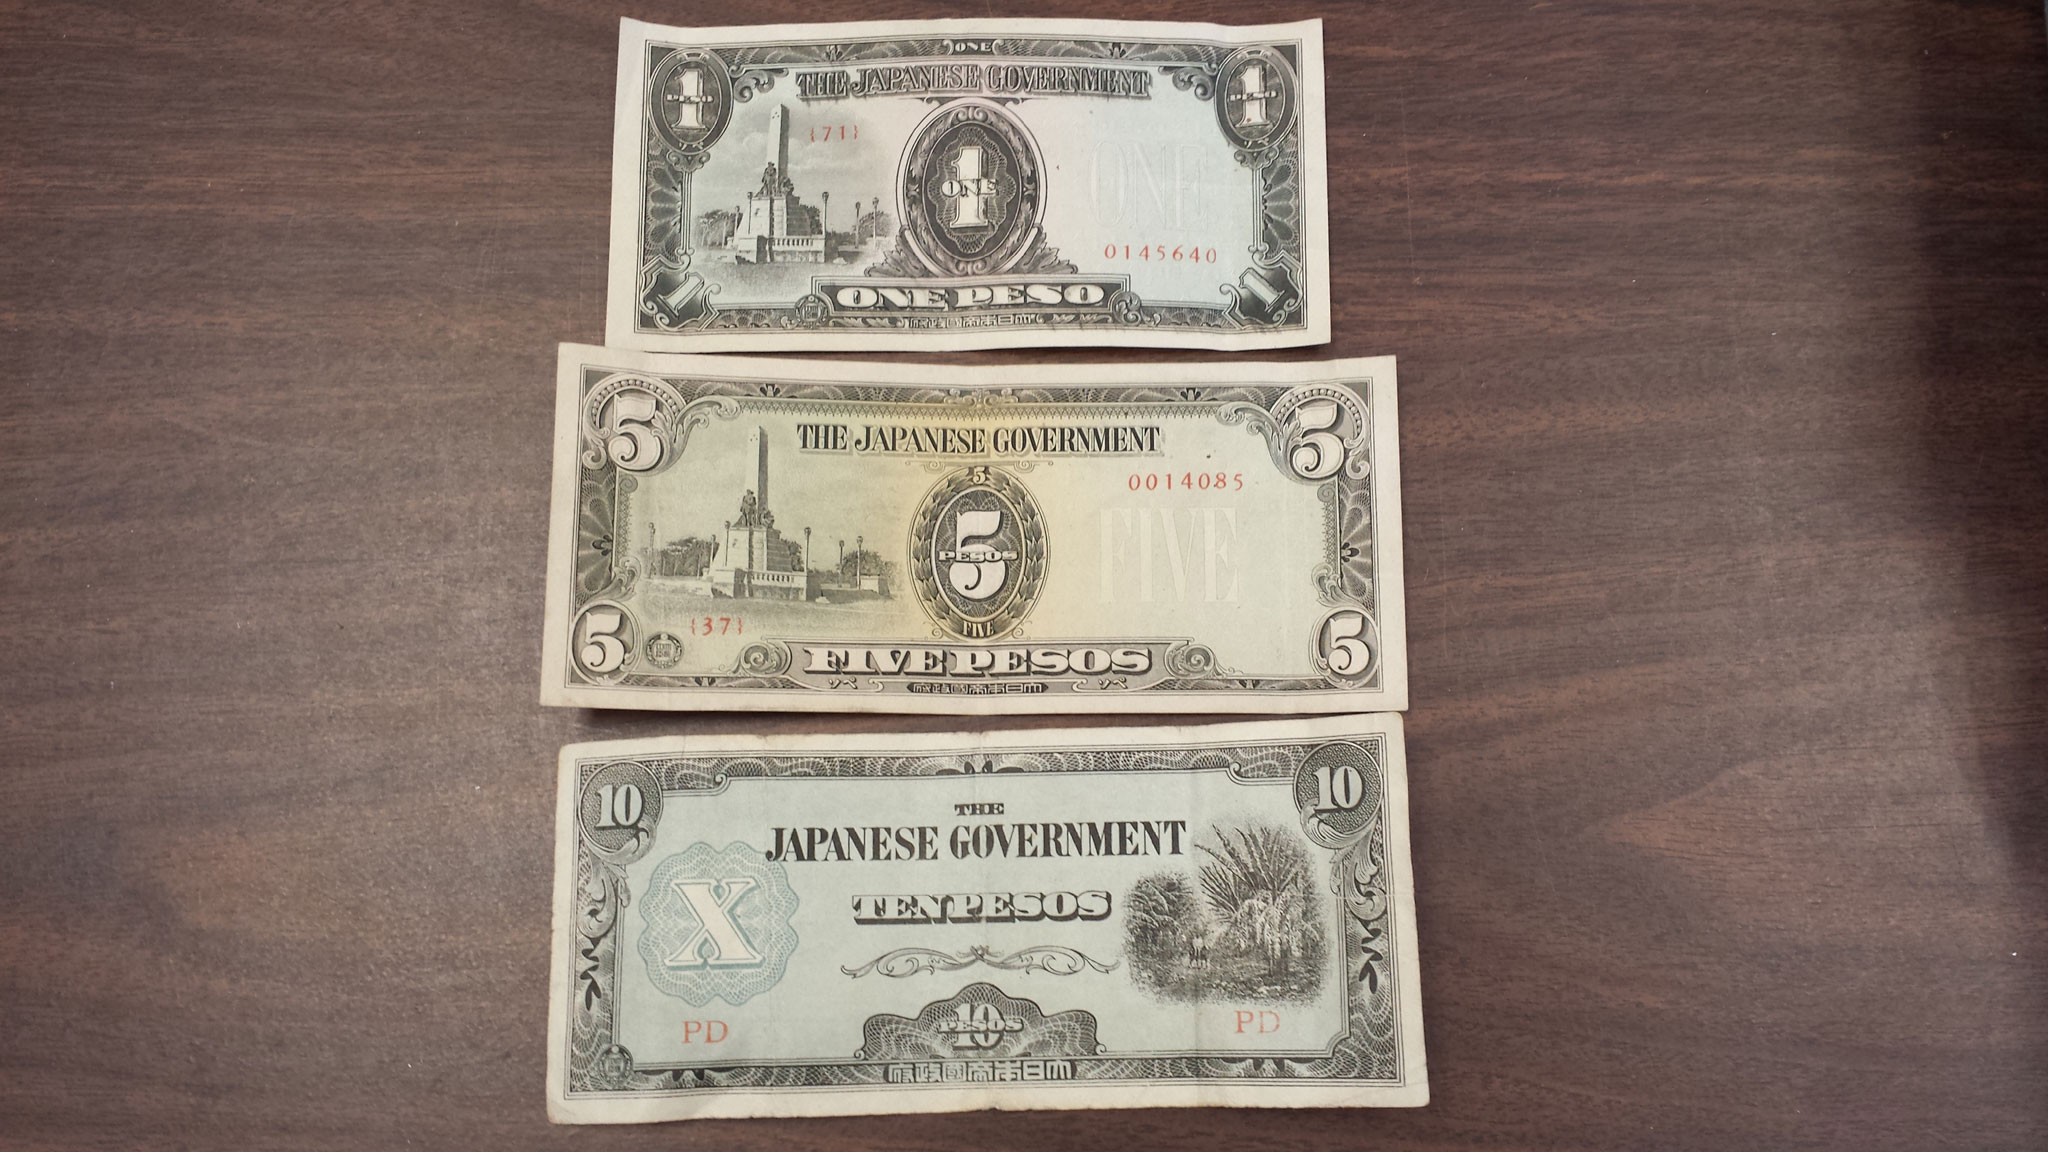 ONE
THE JAPANESE GOVERNMENT
1 PESO
1 PESO
{71}
1 ONE
ONE
0145640
1
ONE PESO
1
府政國帝本日大
5
5
THE JAPANESE GOVERNMENT
5
0014085
5 PESOS
FIVE
FIVE
{37}
5
FIVE PESOS
5
府政國帝本日大
10
10
THE
JAPANESE GOVERNMENT
X
TEN PESOS
PD
10 PESOS
PD
府政國帝本日大